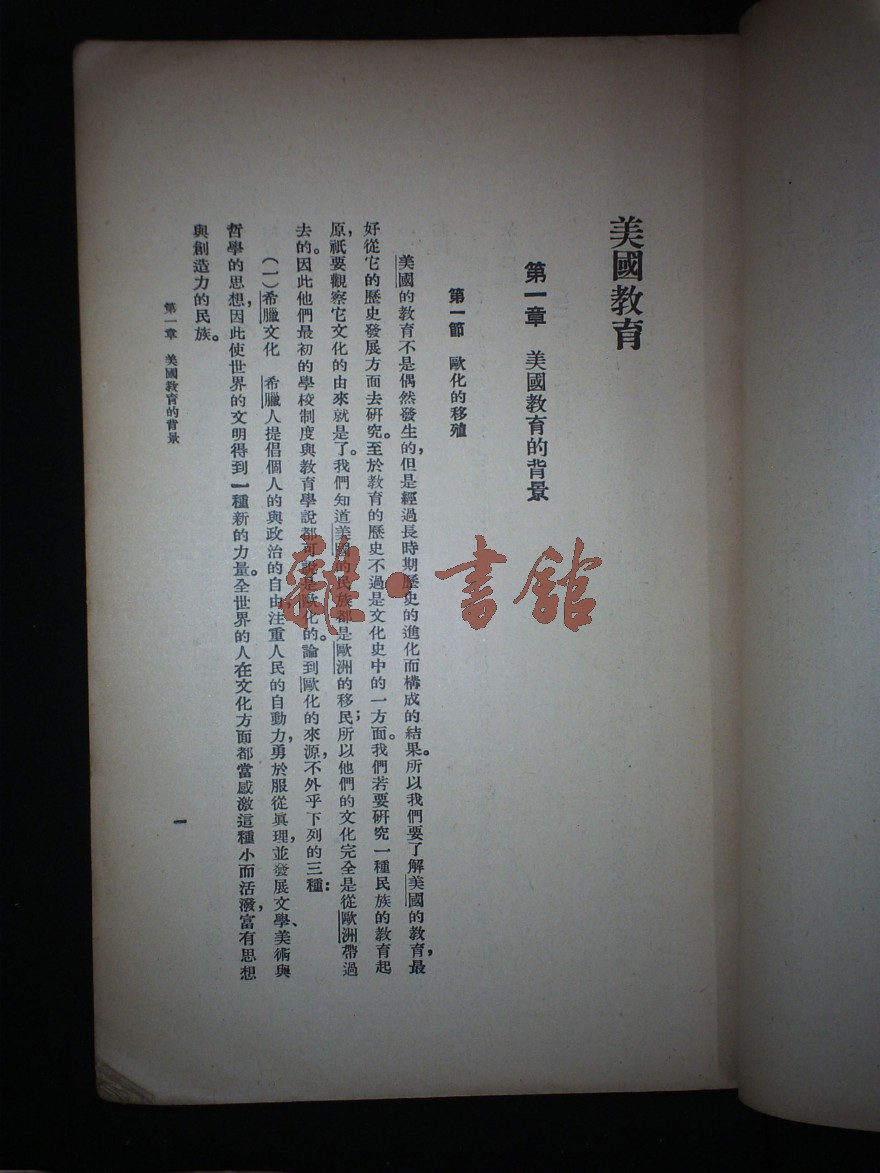 美國教育
第一章 美國教育的背景
第一節 歐化的移殖
美國的教育不是偶然發生的,但是經過長時期歷史的進化而構成的結果。所以我們要了解美國的教育,最
好從它的歷史發展方面去研究。至於教育的歷史不過是文化史中的一方面。我們若要研究一種民族的教育起
原,祇要觀察它文化的由來就是了。我們知道美國的民族都是歐洲的移民;所以他們的文化完全是從歐洲帶過
去的。因此他們最初的學校制度與教育學說都可說是歐化的。論到歐化的來源,不外乎下列的三種:
(一)希臘文化 希臘人提倡個人的與政治的自由,注重人民的自動力,勇於服從眞理,並發展文學、美術與
哲學的思想,因此使世界的文明得到一種新的力量。全世界的人在文化方面都當感激這種小而活潑,富有思想
與創造力的民族。
第一章 美國教育的背景
一
雜·書館